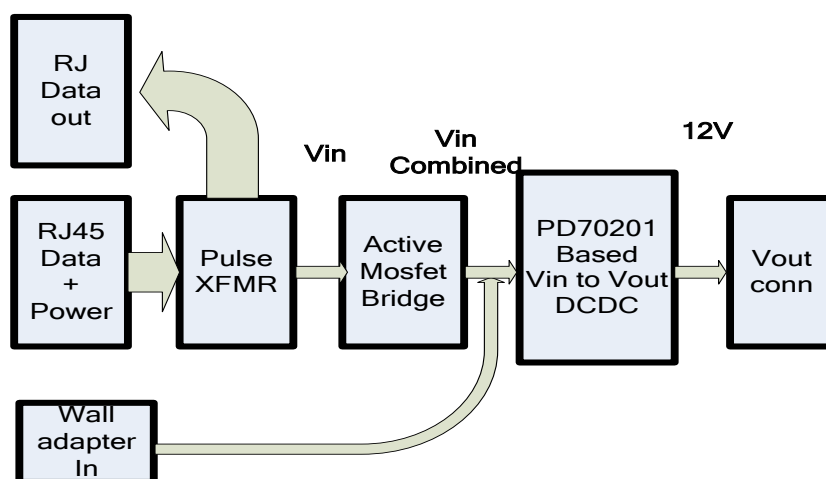 RJ
Data
out
Vin
Vin
Combined
12V
RJ45
Data
+
Power
Pulse
XFMR
Active
Mosfet
Bridge
PD70201
Based
Vin to Vout
DCDC
Vout
conn
Wall
adapter
In